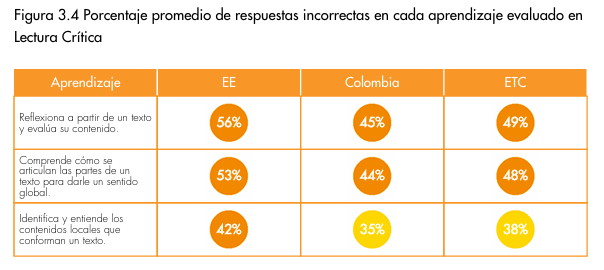 Figura 3.4 Porcentaje promedio de respuestas incorrectas en cada aprendizaje evaluado en
Lectura Crítica
Aprendizaje EE Colombia ETC
Reflexiona a partir de un texto
y evalúa su contenido.
56% 45% 49%
Comprende cómo se
articulan las partes de un
texto para darle un sentido
global.
53% 44% 48%
Identifica y entiende los
contenidos locales que
conforman un texto.
42% 35% 38%